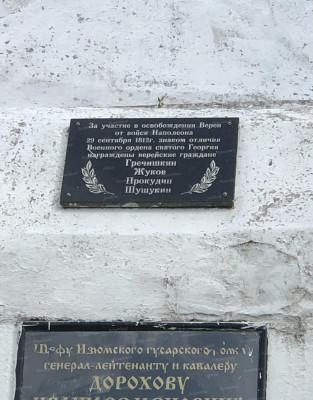 За участие в освобождении Вереи
от войск Наполеона
29 сентября 1812г. знаком отличия
Военного ордена святого Георгия
награждены верейские граждане
Гречишкин
Жуков
Прокудин
Шушукин
Шефу Изюмского гусарского
генерал-лейтенанту и кавалеру
ДОРОХОВУ